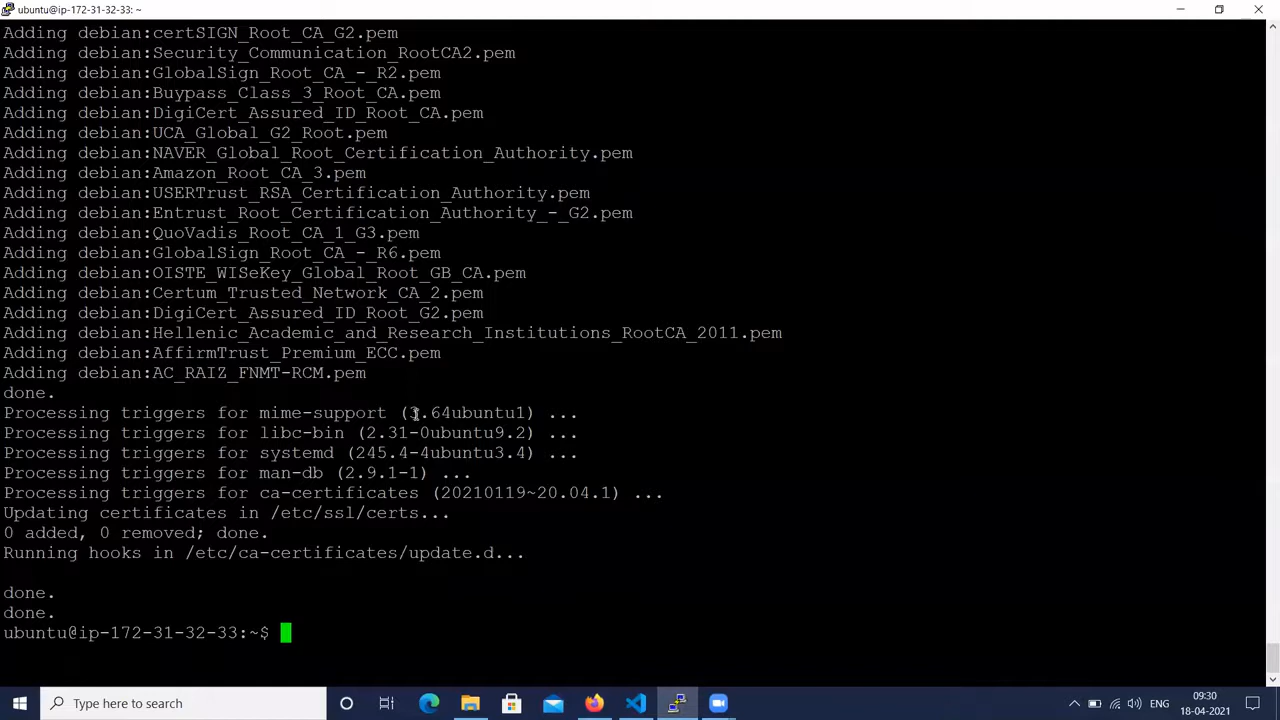 ubuntu@ip-172-31-32-33: ~
Adding debian:certSIGN_Root_CA_G2.pem
Adding debian:Security_Communication_RootCA2.pem
Adding debian:GlobalSign_Root_CA_-_R2.pem
Adding debian:Buypass_Class_3_Root_CA.pem
Adding debian:DigiCert_Assured_ID_Root_CA.pem
Adding debian:UCA_Global_G2_Root.pem
Adding debian:NAVER_Global_Root_Certification_Authority.pem
Adding debian:Amazon_Root_CA_3.pem
Adding debian:USERTrust_RSA_Certification_Authority.pem
Adding debian:Entrust_Root_Certification_Authority_-_G2.pem
Adding debian:QuoVadis_Root_CA_1_G3.pem
Adding debian:GlobalSign_Root_CA_-_R6.pem
Adding debian:OISTE_WISeKey_Global_Root_GB_CA.pem
Adding debian:Certum_Trusted_Network_CA_2.pem
Adding debian:DigiCert_Assured_ID_Root_G2.pem
Adding debian:Hellenic_Academic_and_Research_Institutions_RootCA_2011.pem
Adding debian:AffirmTrust_Premium_ECC.pem
Adding debian:AC_RAIZ_FNMT-RCM.pem
done.
Processing triggers for mime-support (3.64ubuntu1) ...
Processing triggers for libc-bin (2.31-0ubuntu9.2) ...
Processing triggers for systemd (245.4-4ubuntu3.4) ...
Processing triggers for man-db (2.9.1-1) ...
Processing triggers for ca-certificates (20210119~20.04.1) ...
Updating certificates in /etc/ssl/certs...
0 added, 0 removed; done.
Running hooks in /etc/ca-certificates/update.d...
done.
done.
ubuntu@ip-172-31-32-33:~$
Type here to search
ENG
09:30
18-04-2021